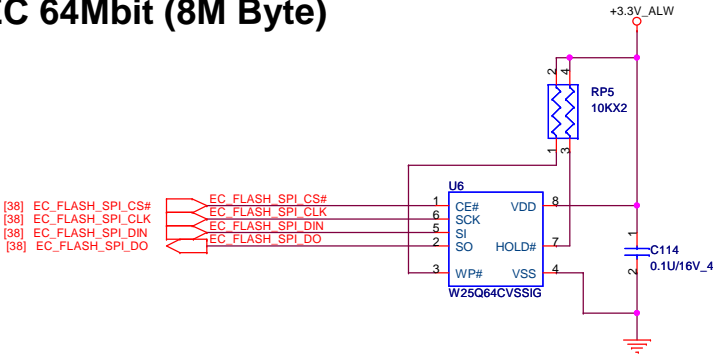 EC 64Mbit (8M Byte)
+3.3V_ALW
2 4
RP5
10KX2
1 3
U6
[38] EC_FLASH_SPI_CS# EC_FLASH_SPI_CS# 1 CE# VDD 8
[38] EC_FLASH_SPI_CLK EC_FLASH_SPI_CLK 6 SCK
[38] EC_FLASH_SPI_DIN EC_FLASH_SPI_DIN 5 SI
[38] EC_FLASH_SPI_DO EC_FLASH_SPI_DO 2 SO HOLD# 7
3 WP# VSS 4
W25Q64CVSSIG
1
C114
0.1U/16V_4
2